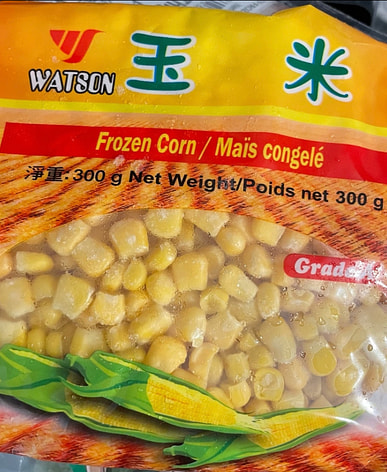 WATSON 玉米
Frozen Corn / Maïs congelé
淨重: 300 g Net Weight/Poids net 300 g
Grade